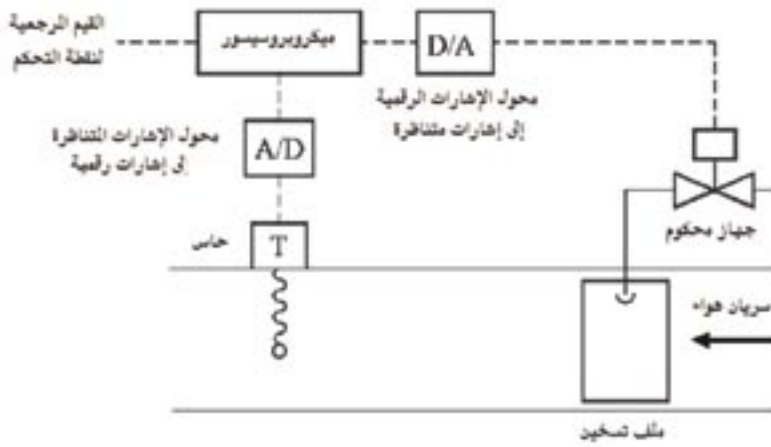 القيم المرجعية
لنقطة التحكم
ميكروبروسيسور
D/A
محول الإشارات الرقمية
إلى إشارات متناظرة
محول الإشارات المتناظرة
إلى إشارات رقمية
A/D
جهاز محكوم
حاس
T
سريان هواء
ملف تسخين